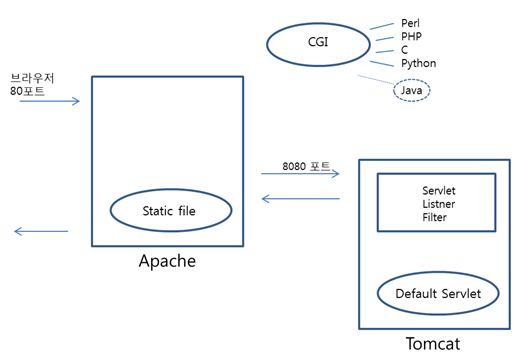 CGI
Perl
PHP
C
Python
Java
브라우저
80포트
Static file
Apache
8080 포트
Servlet
Listner
Filter
Default Servlet
Tomcat